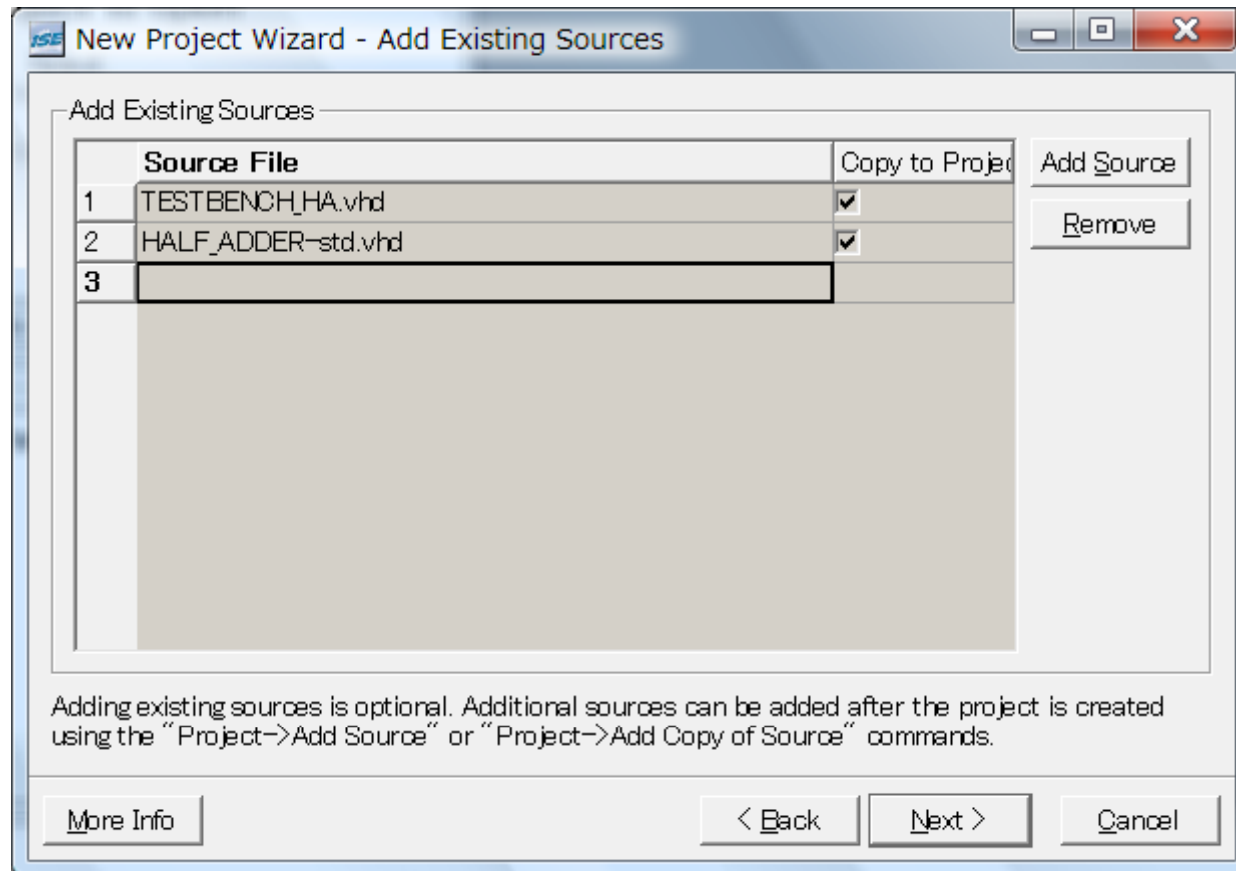 ISE New Project Wizard - Add Existing Sources
Add Existing Sources
Source File Copy to Projec Add Source
1 TESTBENCH_HA.vhd
Remove
2 HALF_ADDER-std.vhd
3
Adding existing sources is optional. Additional sources can be added after the project is created
using the "Project->Add Source" or "Project->Add Copy of Source" commands.
More Info < Back Next > Cancel